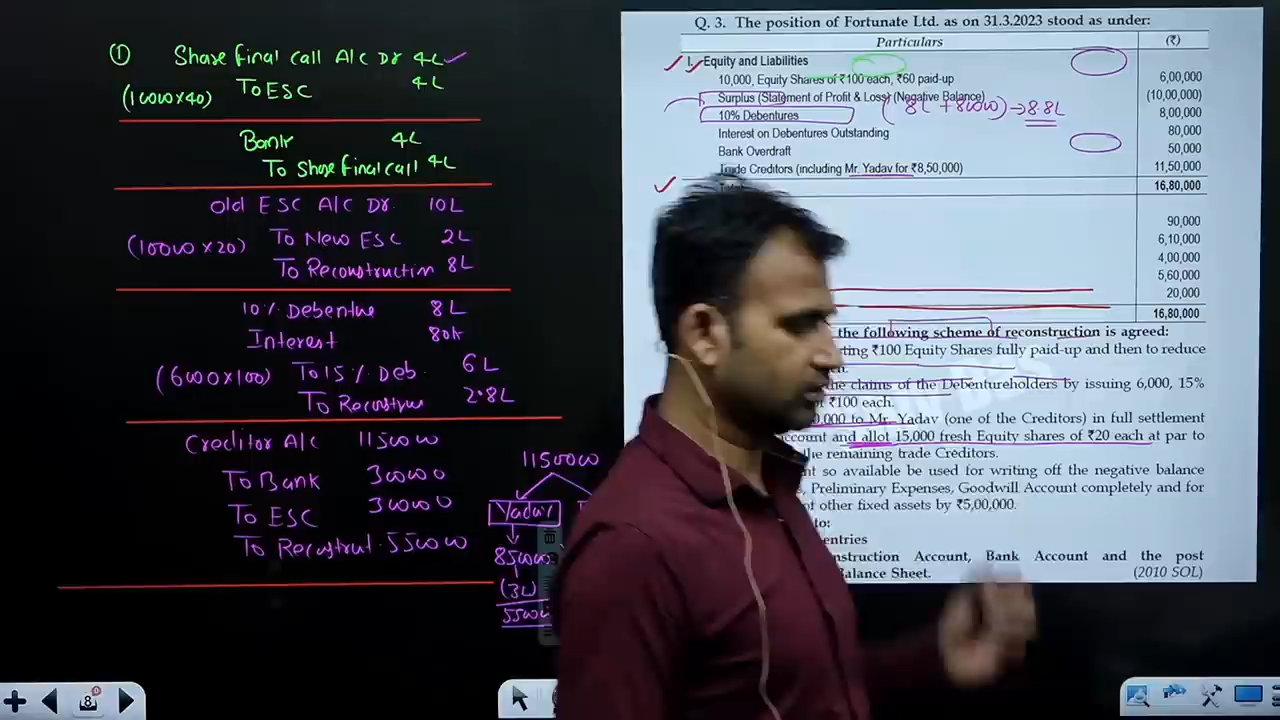 ① Share final call A/c Dr 4L
(10000×40) To ESC 4L
Bank 4L
To Share final call 4L
Old ESC A/c Dr. 10L
(10000×20) To New ESC 2L
To Reconstruction 8L
10% Debenture 8L
Interest 80k
(6000×100) To 15% Deb. 6L
To Reconstrus 2.8L
Creditor A/c 1150000
To Bank 300000
To ESC 300000
To Reconstrut. 550000
1150000
Yadav
850000
(3L)
Q. 3. The position of Fortunate Ltd. as on 31.3.2023 stood as under:
Particulars (₹)
I. Equity and Liabilities
10,000, Equity Shares of ₹100 each, ₹60 paid-up 6,00,000
Surplus (Statement of Profit & Loss) (Negative Balance) (10,00,000)
(8L + 80000) → 8.8L
10% Debentures 8,00,000
Interest on Debentures Outstanding 80,000
Bank Overdraft 50,000
Trade Creditors (including Mr. Yadav for ₹8,50,000) 11,50,000
16,80,000
90,000
6,10,000
4,00,000
5,60,000
20,000
16,80,000
the following scheme of reconstruction is agreed:
₹100 Equity Shares fully paid-up and then to reduce
the claims of the Debentureholders by issuing 6,000, 15%
₹100 each.
to Mr. Yadav (one of the Creditors) in full settlement
and allot 15,000 fresh Equity shares of ₹20 each at par to
remaining trade Creditors.
so available be used for writing off the negative balance
Preliminary Expenses, Goodwill Account completely and for
of other fixed assets by ₹5,00,000.
to:
entries
Account, Bank Account and the post
Balance Sheet. (2010 SOL)
8